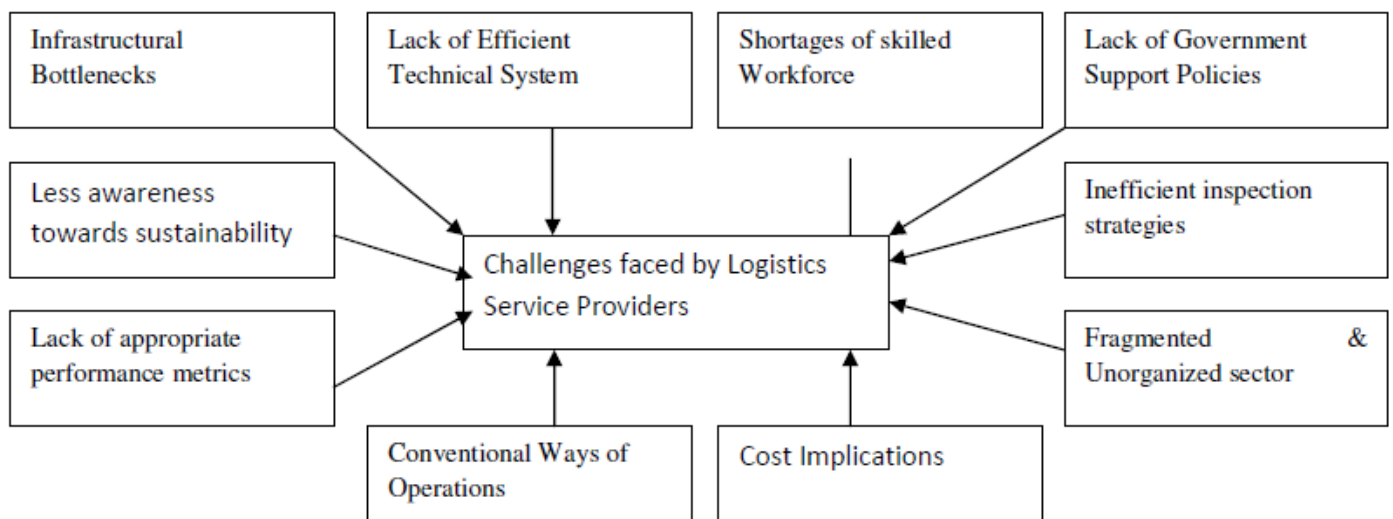 Infrastructural
Bottlenecks
Lack of Efficient
Technical System
Shortages of skilled
Workforce
Lack of Government
Support Policies
Less awareness
towards sustainability
Inefficient inspection
strategies
Challenges faced by Logistics
Service Providers
Lack of appropriate
performance metrics
Fragmented &
Unorganized sector
Conventional Ways of
Operations
Cost Implications